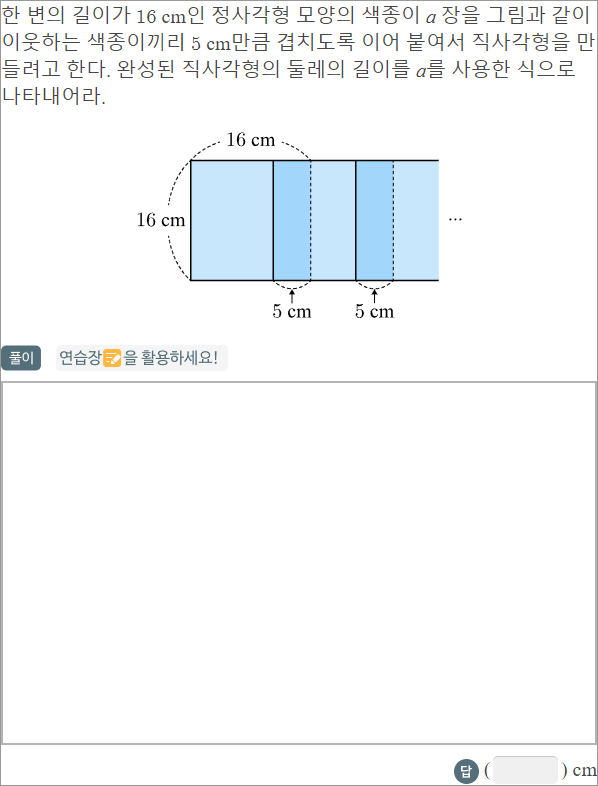 한 변의 길이가 16 cm인 정사각형 모양의 색종이 a 장을 그림과 같이
이웃하는 색종이끼리 5 cm만큼 겹치도록 이어 붙여서 직사각형을 만
들려고 한다. 완성된 직사각형의 둘레의 길이를 a를 사용한 식으로
나타내어라.
16 cm
16 cm
...
5 cm 5 cm
풀이 연습장을 활용하세요!
답 ( ) cm